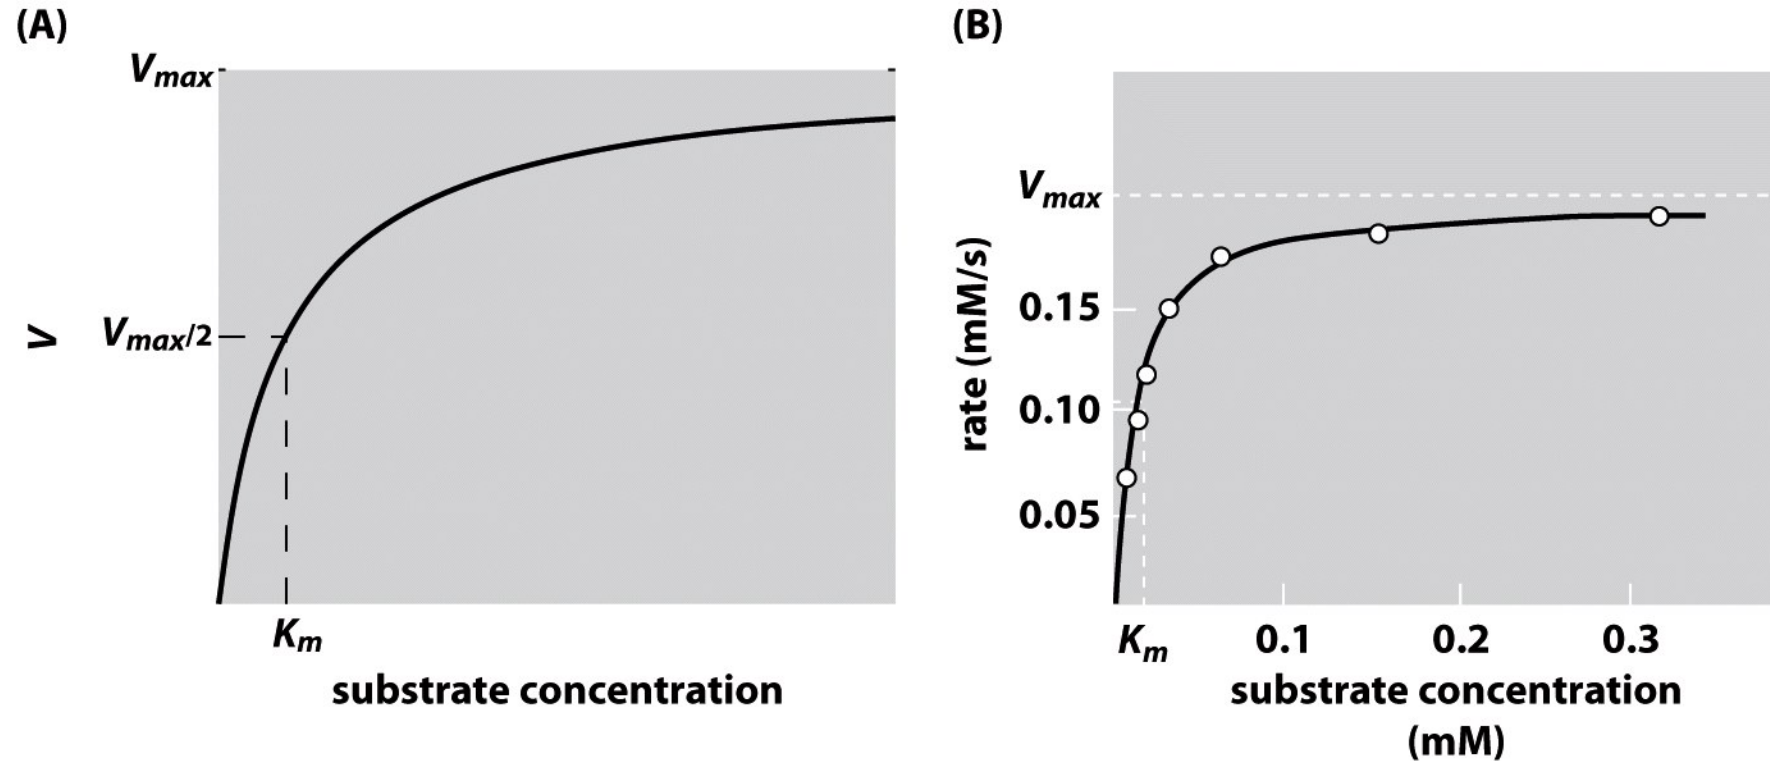 (A)
Vmax
Vmax/2
V
Km
substrate concentration
(B)
Vmax
0.15
0.10
0.05
rate (mM/s)
Km 0.1 0.2 0.3
substrate concentration
(mM)